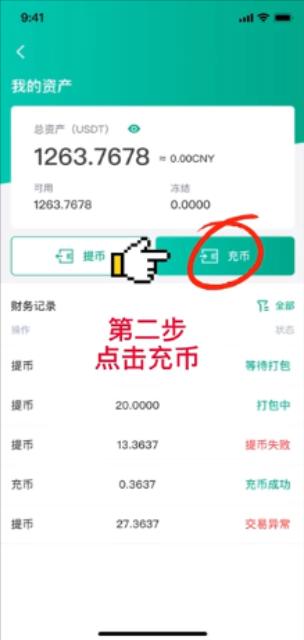 9:41
我的资产
总资产（USDT）
1263.7678 ≈ 0.00CNY
可用 冻结
1263.7678 0.0000
提币 充币
财务记录 全部
操作 状态
第二步
点击充币
提币 等待打包
提币 20.0000 打包中
提币 13.3637 提币失败
充币 0.3637 充币成功
提币 27.3637 交易异常